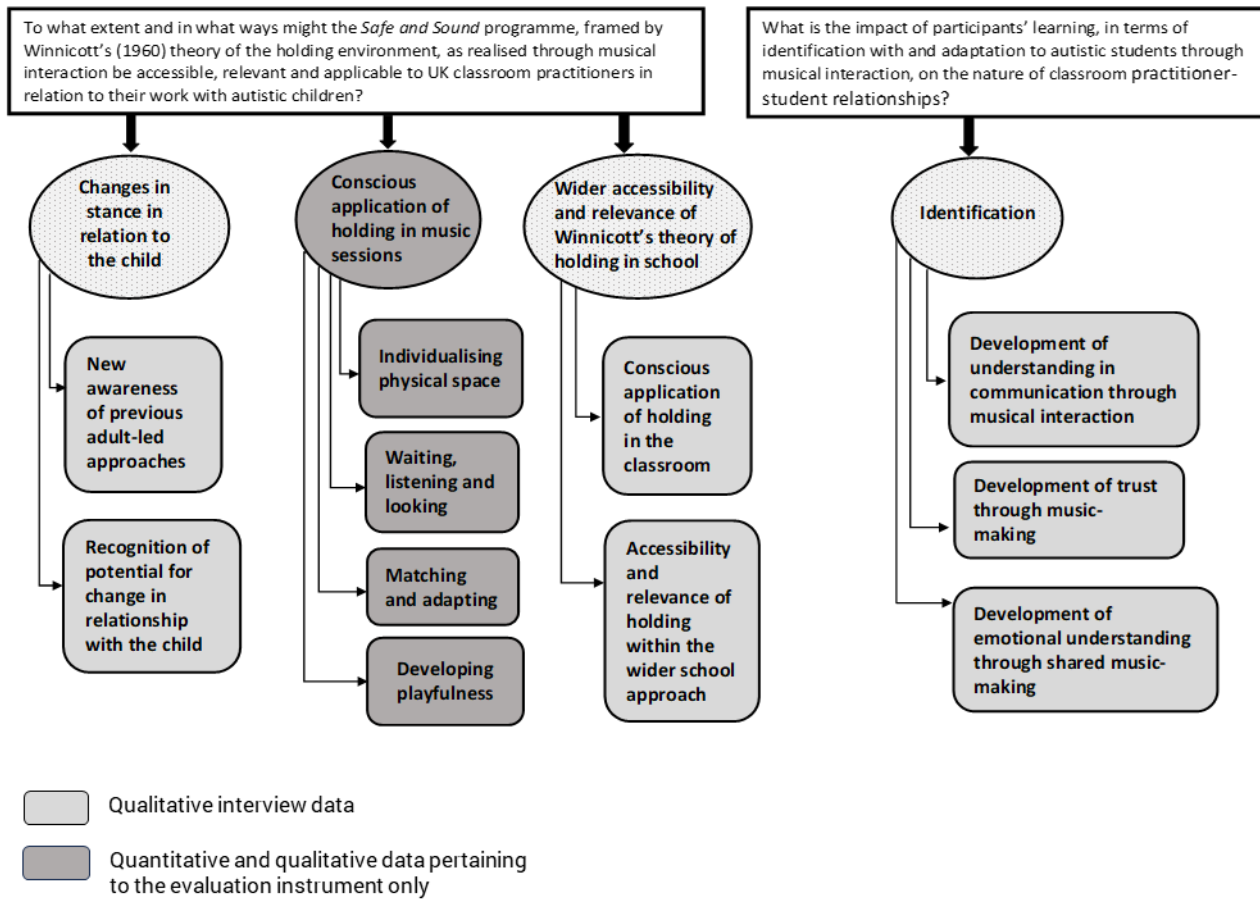 To what extent and in what ways might the Safe and Sound programme, framed by
Winnicott's (1960) theory of the holding environment, as realised through musical
interaction be accessible, relevant and applicable to UK classroom practitioners in
relation to their work with autistic children?
What is the impact of participants' learning, in terms of
identification with and adaptation to autistic students through
musical interaction, on the nature of classroom practitioner-
student relationships?
Changes in
stance in
relation to
the child
New
awareness
of previous
adult-led
approaches
Recognition of
potential for
change in
relationship
with the child
Conscious
application of
holding in music
sessions
Individualising
physical space
Waiting,
listening and
looking
Matching
and adapting
Developing
playfulness
Wider accessibility
and relevance of
Winnicott's theory of
holding in school
Conscious
application
of holding
in the
classroom
Accessibility
and
relevance of
holding
within the
wider school
approach
Identification
Development of
understanding in
communication through
musical interaction
Development of trust
through music-
making
Development of
emotional understanding
through shared music-
making
Qualitative interview data
Quantitative and qualitative data pertaining
to the evaluation instrument only